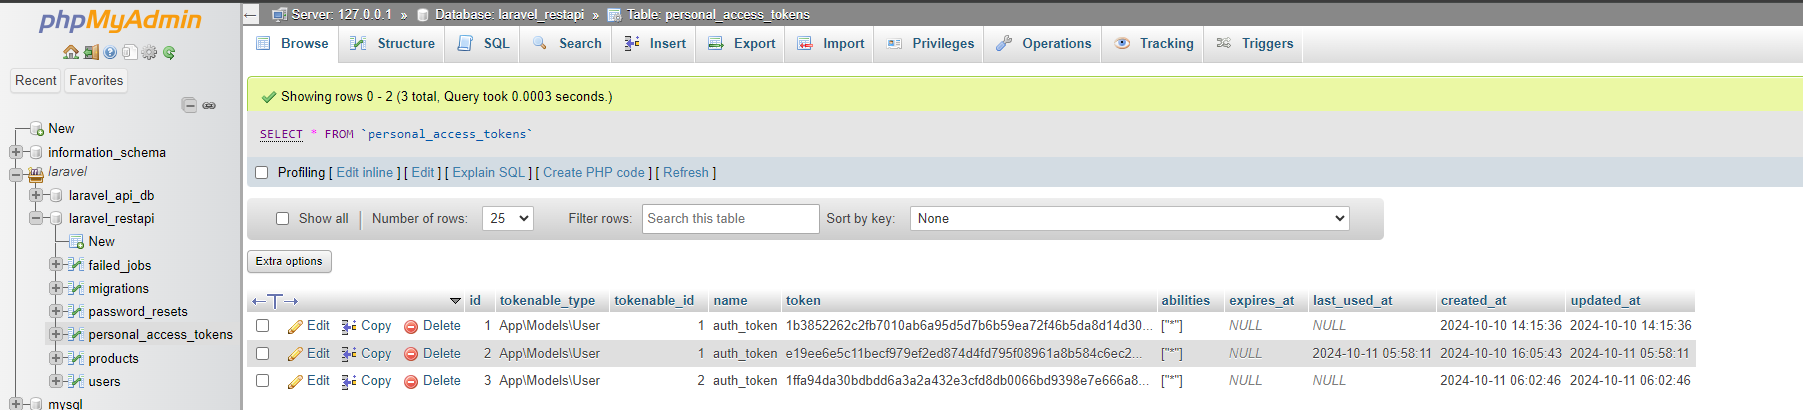 phpMyAdmin
Recent Favorites
New
information_schema
laravel
laravel_api_db
laravel_restapi
New
failed_jobs
migrations
password_resets
personal_access_tokens
products
users
mysql
Server: 127.0.0.1 » Database: laravel_restapi » Table: personal_access_tokens
Browse Structure SQL Search Insert Export Import Privileges Operations Tracking Triggers
Showing rows 0 - 2 (3 total, Query took 0.0003 seconds.)
SELECT * FROM `personal_access_tokens`
Profiling [ Edit inline ] [ Edit ] [ Explain SQL ] [ Create PHP code ] [ Refresh ]
Show all Number of rows: 25 Filter rows: Search this table Sort by key: None
Extra options
←T→ id tokenable_type tokenable_id name token abilities expires_at last_used_at created_at updated_at
Edit Copy Delete 1 App\Models\User 1 auth_token 1b3852262c2fb7010ab6a95d5d7b6b59ea72f46b5da8d14d30... ["*"] NULL NULL 2024-10-10 14:15:36 2024-10-10 14:15:36
Edit Copy Delete 2 App\Models\User 1 auth_token e19ee6e5c11becf979ef2ed874d4fd795f08961a8b584c6ec2... ["*"] NULL 2024-10-11 05:58:11 2024-10-10 16:05:43 2024-10-11 05:58:11
Edit Copy Delete 3 App\Models\User 2 auth_token 1ffa94da30bdbdd6a3a2a432e3cfd8db0066bd9398e7e666a8... ["*"] NULL NULL 2024-10-11 06:02:46 2024-10-11 06:02:46